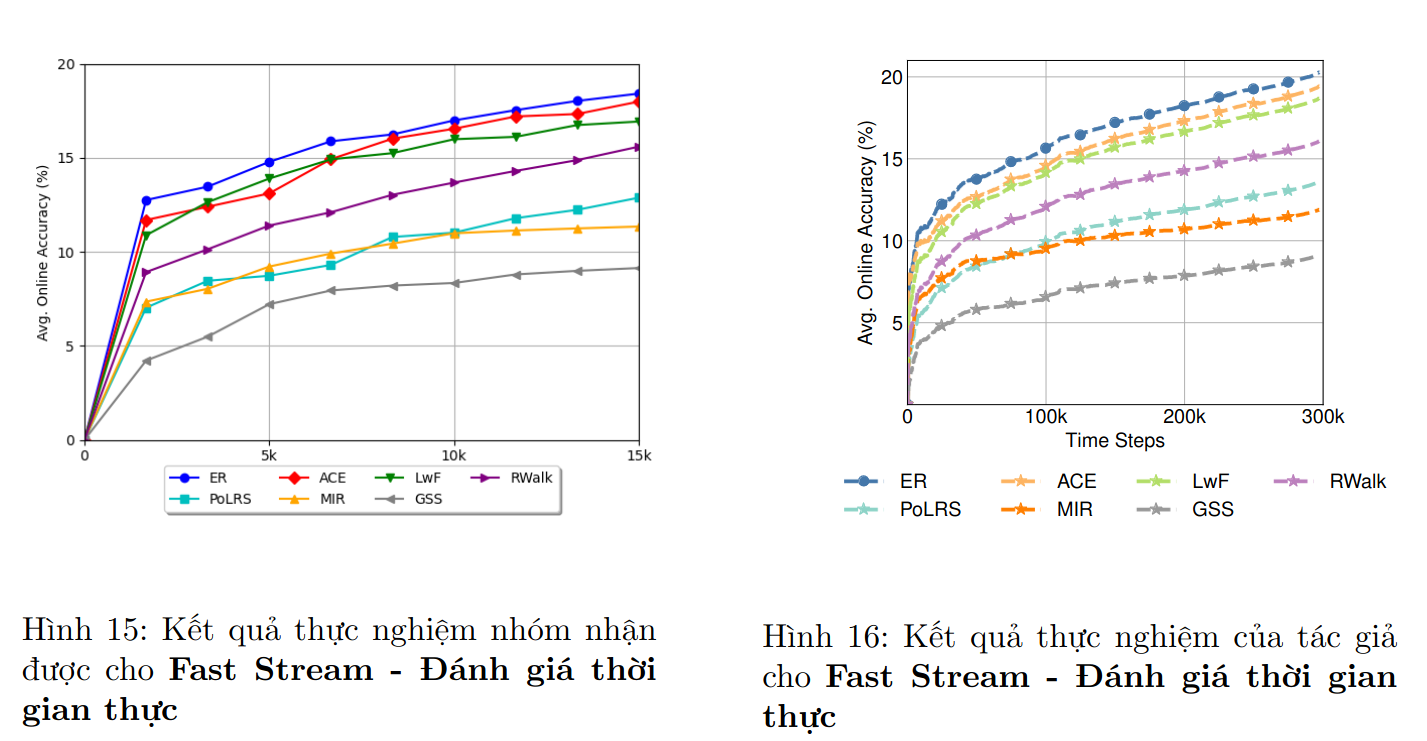 20
15
10
5
0
Avg. Online Accuracy (%)
0 5k 10k 15k
ER ACE LwF RWalk
PoLRS MIR GSS
Hình 15: Kết quả thực nghiệm nhóm nhận
được cho Fast Stream - Đánh giá thời
gian thực
20
15
10
5
Avg. Online Accuracy (%)
0 100k 200k 300k
Time Steps
ER ACE LwF RWalk
PoLRS MIR GSS
Hình 16: Kết quả thực nghiệm của tác giả
cho Fast Stream - Đánh giá thời gian
thực